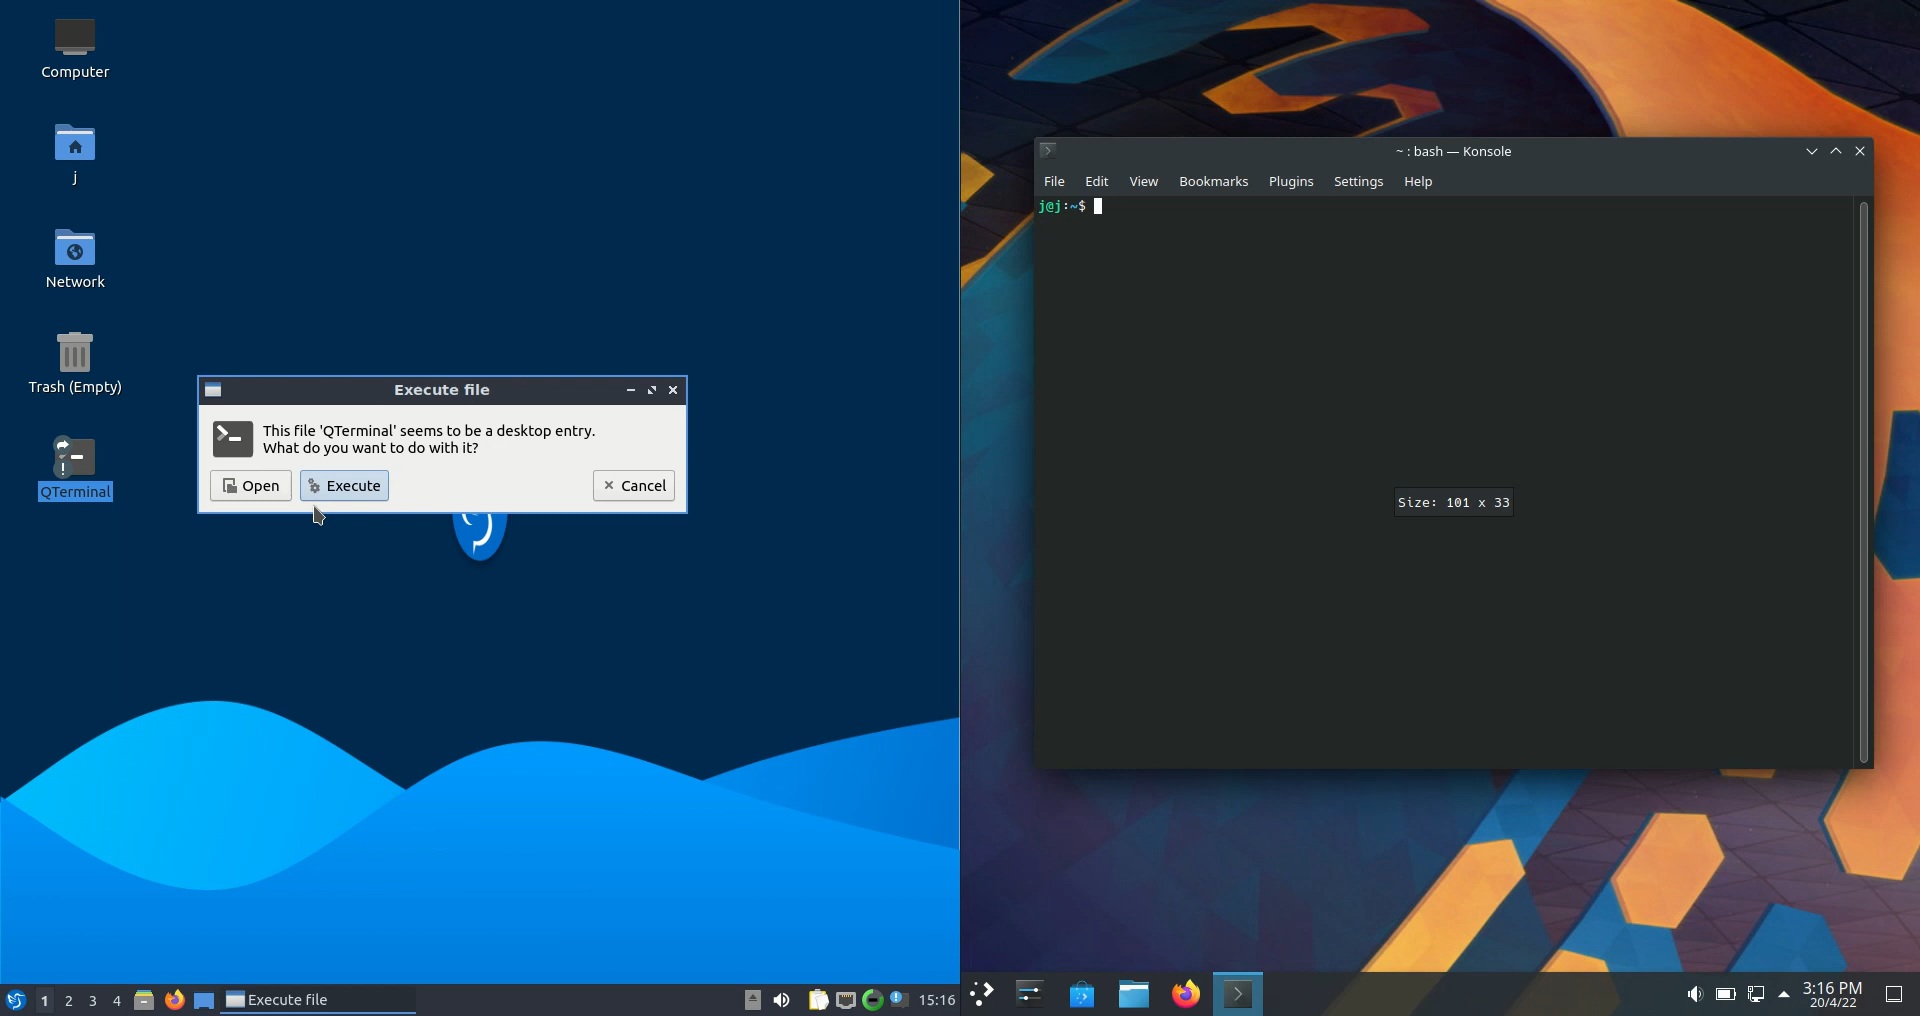 Computer
j
Network
Trash (Empty)
QTerminal
Execute file
This file 'QTerminal' seems to be a desktop entry.
What do you want to do with it?
Open
Execute
Cancel
1 2 3 4
Execute file
15:16
~ : bash — Konsole
File Edit View Bookmarks Plugins Settings Help
j@j:~$
Size: 101 x 33
3:16 PM
20/4/22